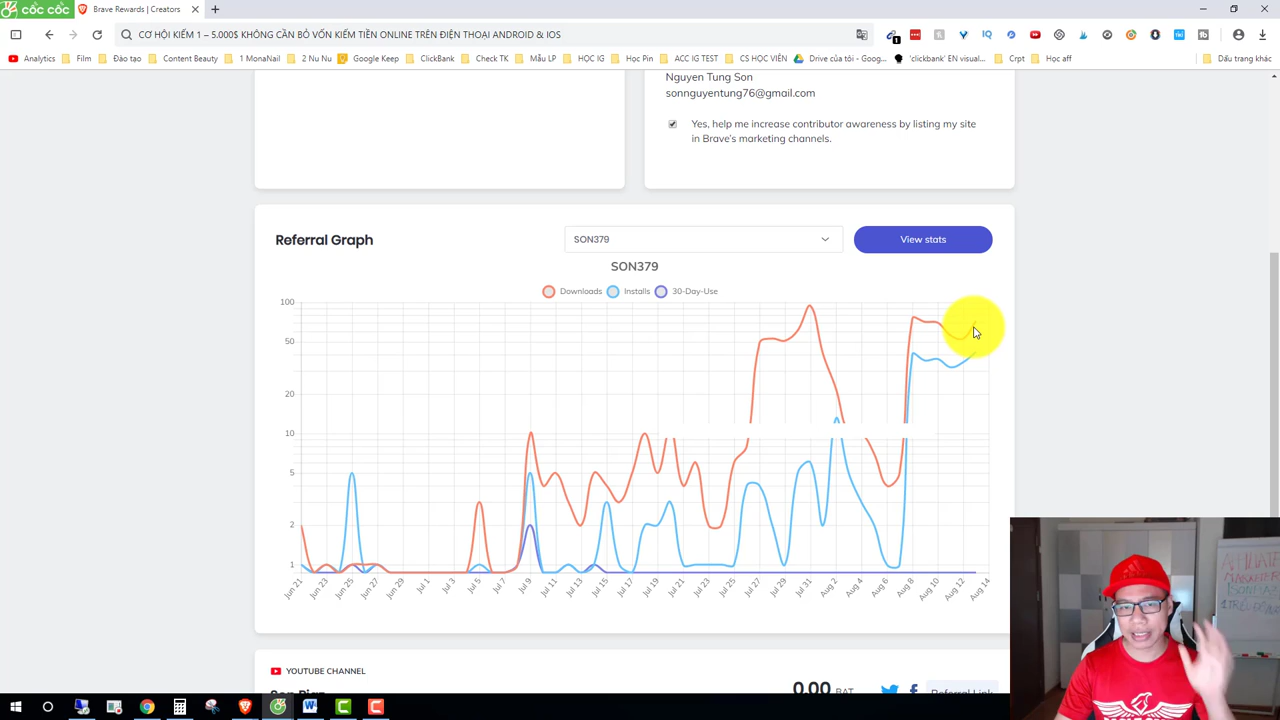 cốc cốc
Brave Rewards | Creators
CƠ HỘI KIẾM 1 – 5.000$ KHÔNG CẦN BỎ VỐN KIẾM TIỀN ONLINE TRÊN ĐIỆN THOẠI ANDROID & IOS
1
Analytics
Film
Đào tạo
Content Beauty
1 MonaNail
2 Nu Nu
Google Keep
ClickBank
Check TK
Mẫu LP
HỌC IG
Học Pin
ACC IG TEST
CS HỌC VIÊN
Drive của tôi - Goog...
'clickbank' EN visual...
Crpt
Học aff
Dấu trang khác
Nguyen Tung Son
sonnguyentung76@gmail.com
Yes, help me increase contributor awareness by listing my site
in Brave's marketing channels.
Referral Graph
SON379
View stats
SON379
Downloads
Installs
30-Day-Use
100
50
20
10
5
2
1
Jun 21
Jun 23
Jun 25
Jun 27
Jun 29
Jul 1
Jul 3
Jul 5
Jul 7
Jul 9
Jul 11
Jul 13
Jul 15
Jul 17
Jul 19
Jul 21
Jul 23
Jul 25
Jul 27
Jul 29
Jul 31
Aug 2
Aug 4
Aug 6
Aug 8
Aug 10
Aug 12
Aug 14
YOUTUBE CHANNEL
0.00 BAT
Referral Link